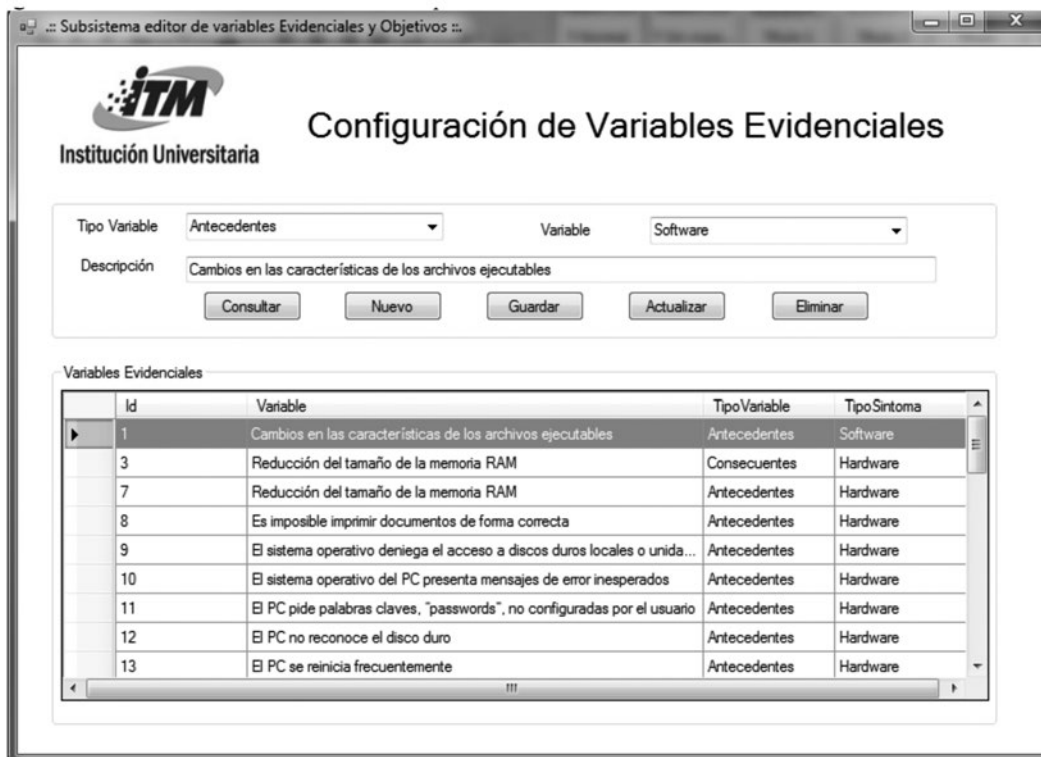 .:: Subsistema editor de variables Evidenciales y Objetivos ::.
iTM
Institución Universitaria
Configuración de Variables Evidenciales
Tipo Variable Antecedentes Variable Software
Descripción Cambios en las características de los archivos ejecutables
Consultar Nuevo Guardar Actualizar Eliminar
Variables Evidenciales
Id Variable TipoVariable TipoSintoma
1 Cambios en las características de los archivos ejecutables Antecedentes Software
3 Reducción del tamaño de la memoria RAM Consecuentes Hardware
7 Reducción del tamaño de la memoria RAM Antecedentes Hardware
8 Es imposible imprimir documentos de forma correcta Antecedentes Hardware
9 El sistema operativo deniega el acceso a discos duros locales o unida... Antecedentes Hardware
10 El sistema operativo del PC presenta mensajes de error inesperados Antecedentes Hardware
11 El PC pide palabras claves, "passwords", no configuradas por el usuario Antecedentes Hardware
12 El PC no reconoce el disco duro Antecedentes Hardware
13 El PC se reinicia frecuentemente Antecedentes Hardware